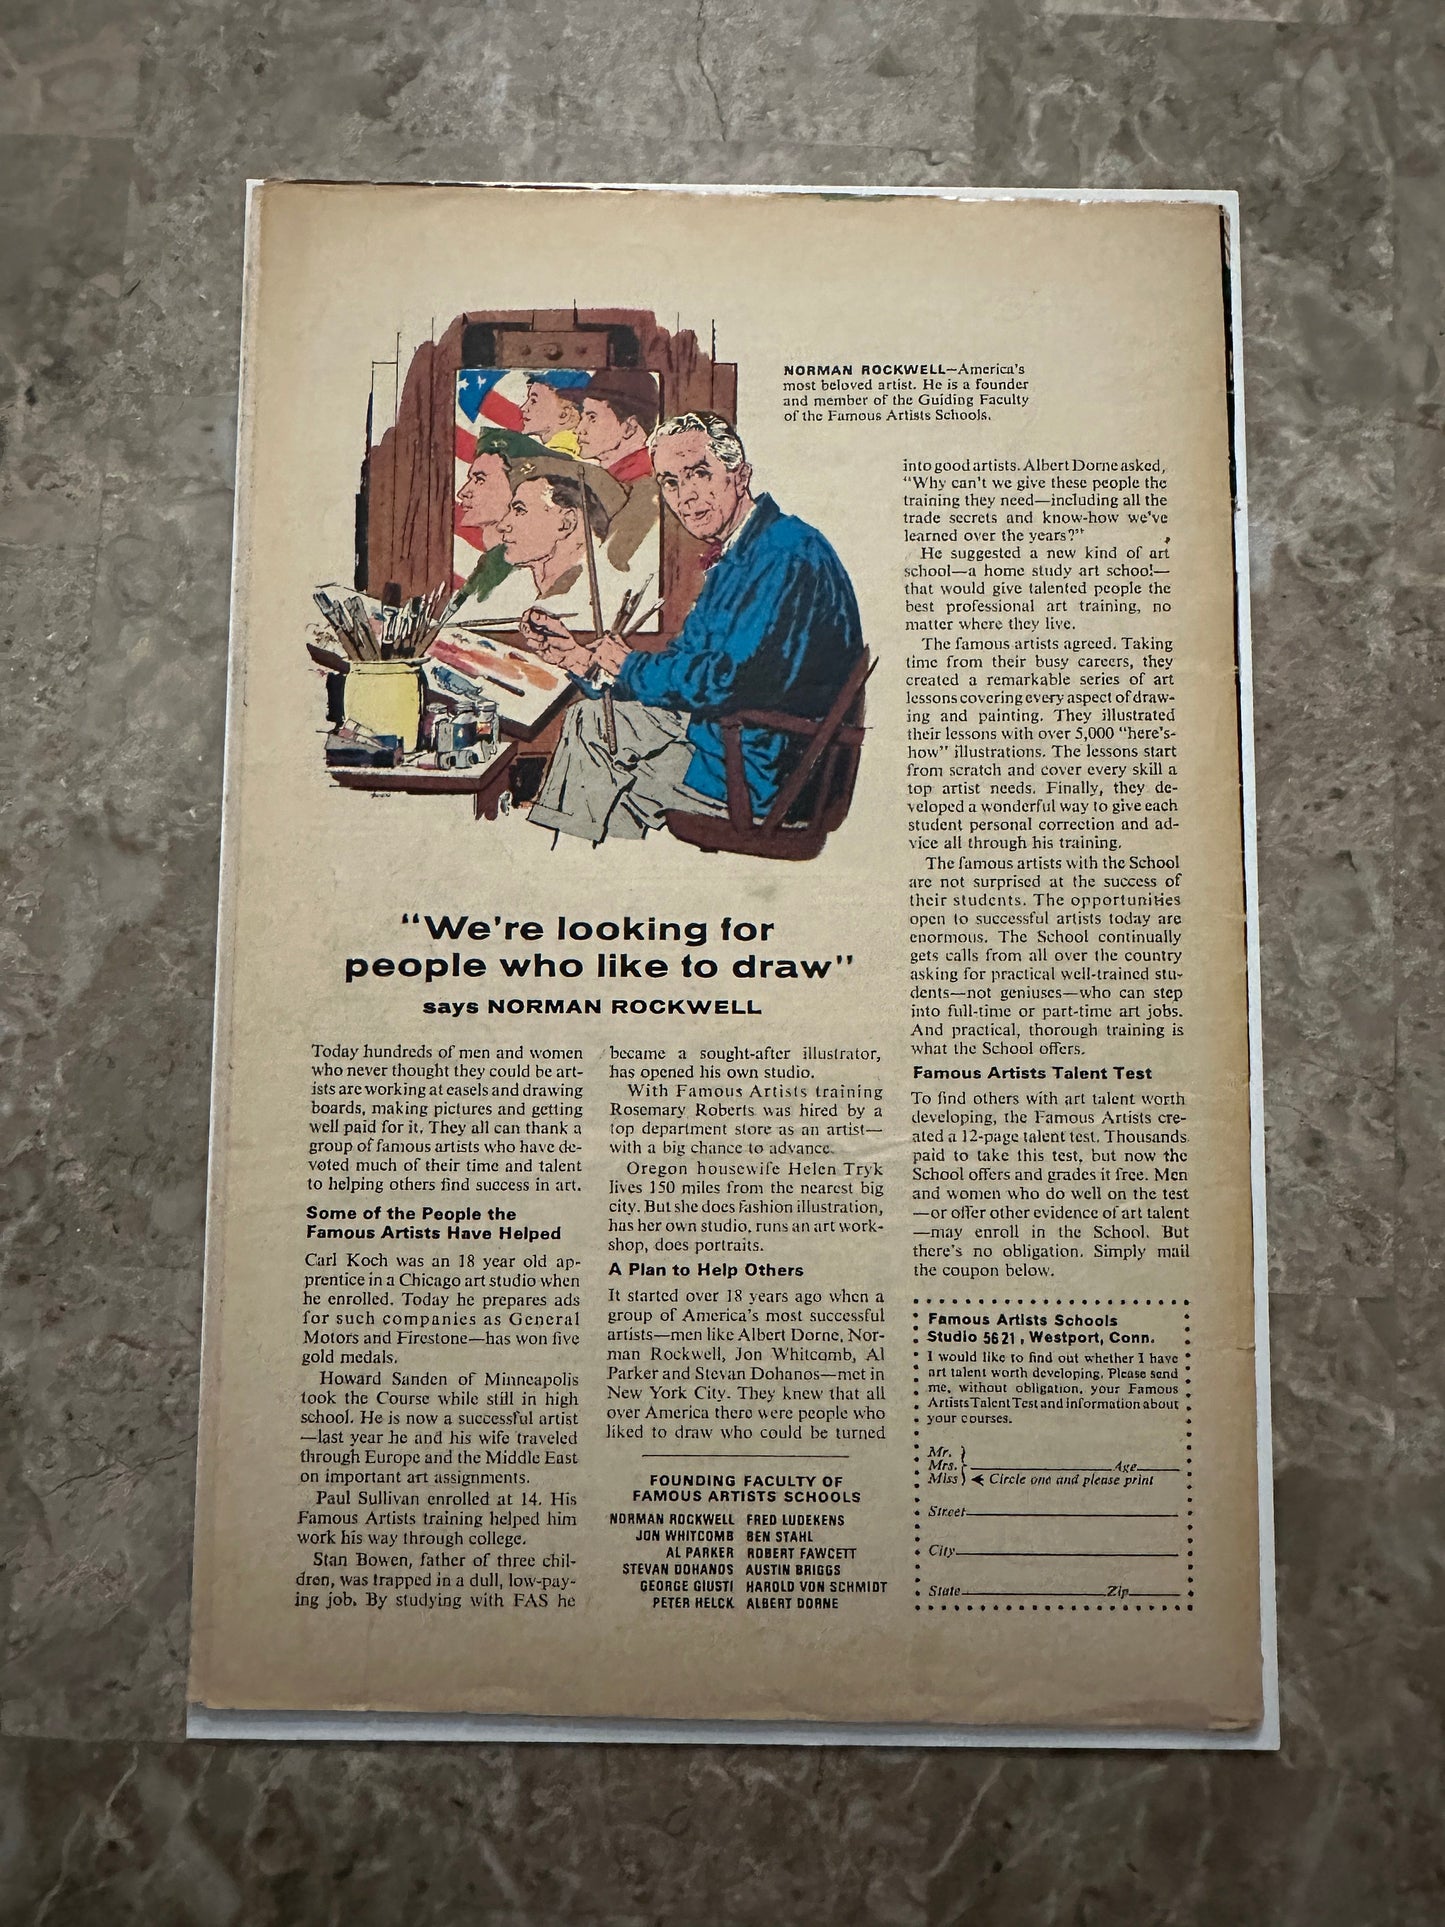 NORMAN ROCKWELL—America's
most beloved artist. He is a founder
and member of the Guiding Faculty
of the Famous Artists Schools.
"We're looking for
people who like to draw"
says NORMAN ROCKWELL
Today hundreds of men and women
who never thought they could be art-
ists are working at easels and drawing
boards, making pictures and getting
well paid for it. They all can thank a
group of famous artists who have de-
voted much of their time and talent
to helping others find success in art.
Some of the People the
Famous Artists Have Helped
Carl Koch was an 18 year old ap-
prentice in a Chicago art studio when
he enrolled. Today he prepares ads
for such companies as General
Motors and Firestone—has won five
gold medals.
Howard Sanden of Minneapolis
took the Course while still in high
school. He is now a successful artist
—last year he and his wife traveled
through Europe and the Middle East
on important art assignments.
Paul Sullivan enrolled at 14. His
Famous Artists training helped him
work his way through college.
Stan Bowen, father of three chil-
dren, was trapped in a dull, low-pay-
ing job. By studying with FAS he
became a sought-after illustrator,
has opened his own studio.
With Famous Artists training
Rosemary Roberts was hired by a
top department store as an artist—
with a big chance to advance.
Oregon housewife Helen Tryk
lives 150 miles from the nearest big
city. But she does fashion illustration,
has her own studio, runs an art work-
shop, does portraits.
A Plan to Help Others
It started over 18 years ago when a
group of America's most successful
artists—men like Albert Dorne, Nor-
man Rockwell, Jon Whitcomb, Al
Parker and Stevan Dohanos—met in
New York City. They knew that all
over America there were people who
liked to draw who could be turned
FOUNDING FACULTY OF
FAMOUS ARTISTS SCHOOLS
NORMAN ROCKWELL FRED LUDEKENS
JON WHITCOMB BEN STAHL
AL PARKER ROBERT FAWCETT
STEVAN DOHANOS AUSTIN BRIGGS
GEORGE GIUSTI HAROLD VON SCHMIDT
PETER HELCK ALBERT DORNE
into good artists. Albert Dorne asked,
"Why can't we give these people the
training they need—including all the
trade secrets and know-how we've
learned over the years?"
He suggested a new kind of art
school—a home study art school—
that would give talented people the
best professional art training, no
matter where they live.
The famous artists agreed. Taking
time from their busy careers, they
created a remarkable series of art
lessons covering every aspect of draw-
ing and painting. They illustrated
their lessons with over 5,000 "here's-
how" illustrations. The lessons start
from scratch and cover every skill a
top artist needs. Finally, they de-
veloped a wonderful way to give each
student personal correction and ad-
vice all through his training.
The famous artists with the School
are not surprised at the success of
their students. The opportunities
open to successful artists today are
enormous. The School continually
gets calls from all over the country
asking for practical well-trained stu-
dents—not geniuses—who can step
into full-time or part-time art jobs.
And practical, thorough training is
what the School offers.
Famous Artists Talent Test
To find others with art talent worth
developing, the Famous Artists cre-
ated a 12-page talent test. Thousands
paid to take this test, but now the
School offers and grades it free. Men
and women who do well on the test
—or offer other evidence of art talent
—may enroll in the School. But
there's no obligation. Simply mail
the coupon below.
Famous Artists Schools
Studio 5621, Westport, Conn.
I would like to find out whether I have
art talent worth developing. Please send
me, without obligation, your Famous
Artists Talent Test and information about
your courses.
Mr.
Mrs. Age
Miss Circle one and please print
Street
City
State Zip